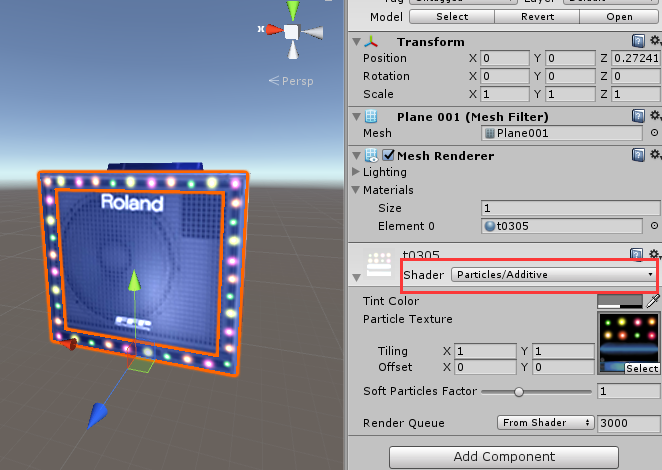 Model Select Revert Open
x
Persp
Roland
Transform
Position X 0 Y 0 Z 0.27241
Rotation X 0 Y 0 Z 0
Scale X 1 Y 1 Z 1
Plane 001 (Mesh Filter)
Mesh Plane001
Mesh Renderer
Lighting
Materials
Size 1
Element 0 t0305
t0305
Shader Particles/Additive
Tint Color
Particle Texture
Tiling X 1 Y 1
Offset X 0 Y 0
Select
Soft Particles Factor 1
Render Queue From Shader 3000
Add Component